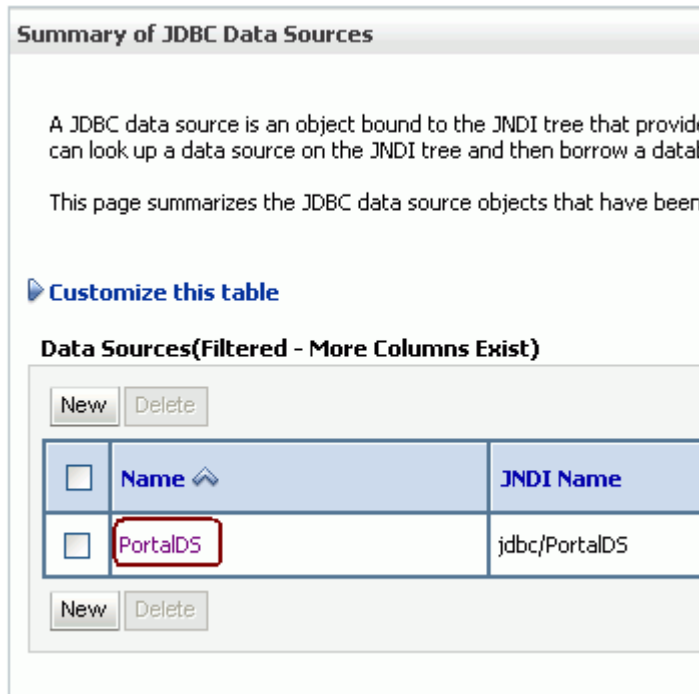 Summary of JDBC Data Sources
A JDBC data source is an object bound to the JNDI tree that
can look up a data source on the JNDI tree and then borrow a
This page summarizes the JDBC data source objects that have been
Customize this table
Data Sources(Filtered - More Columns Exist)
New Delete
Name JNDI Name
PortalDS jdbc/PortalDS
New Delete